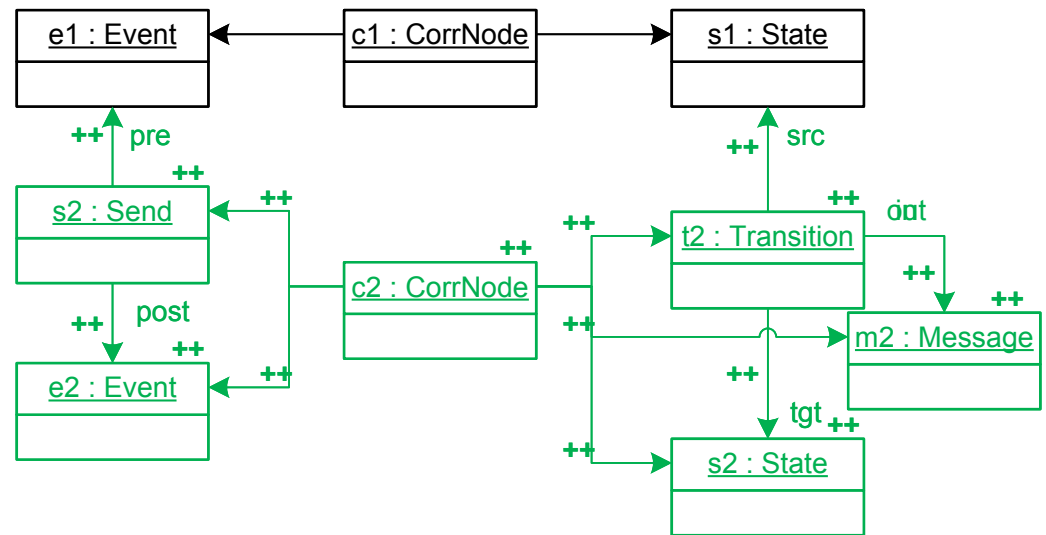 e1 : Event
c1 : CorrNode
s1 : State
++
pre
++
src
++
++
++
++
s2 : Send
++
++
t2 : Transition
++
c2 : CorrNode
++
post
++
++
++
m2 : Message
++
++
e2 : Event
++
tgt
++
++
s2 : State